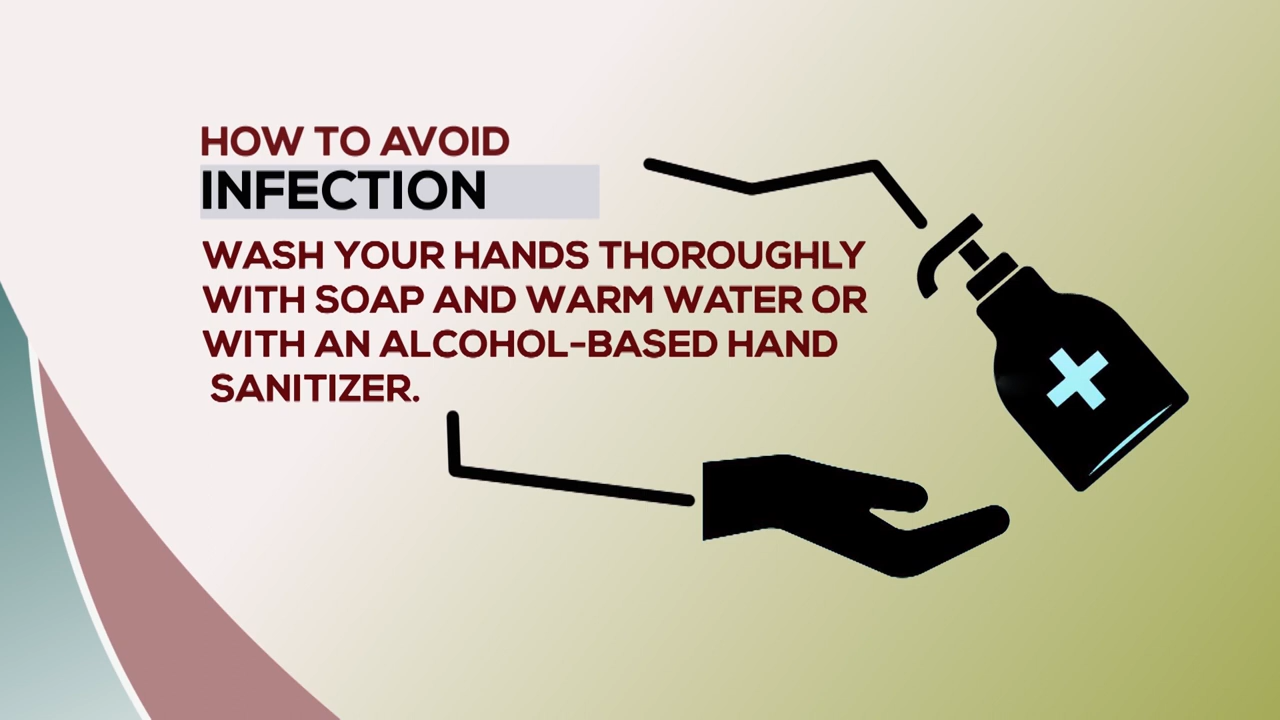 HOW TO AVOID
INFECTION
WASH YOUR HANDS THOROUGHLY
WITH SOAP AND WARM WATER OR
WITH AN ALCOHOL-BASED HAND
SANITIZER.